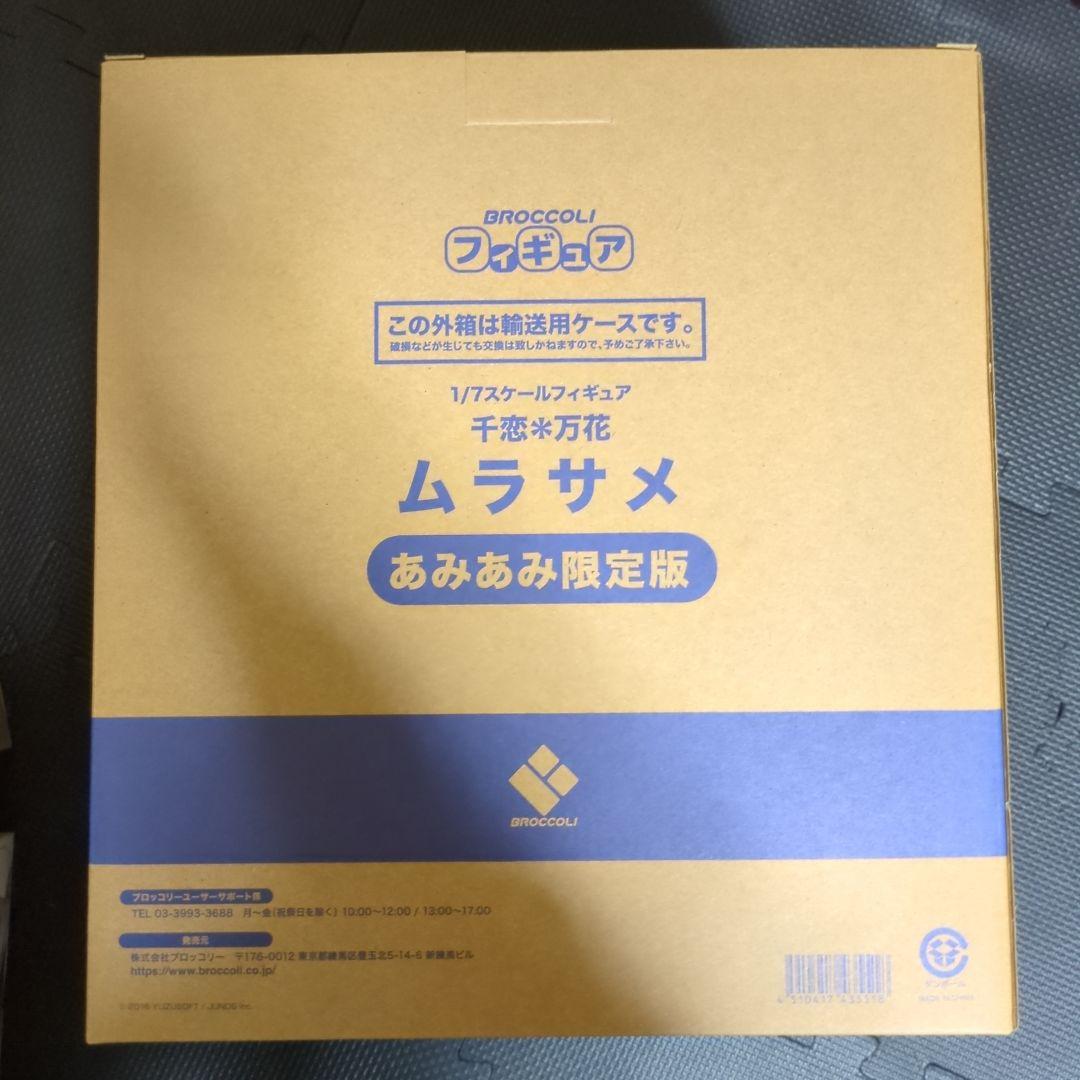 BROCCOLI
フィギュア
この外箱は輸送用ケースです。
破損などが生じても交換は致しかねますので、予めご了承下さい。
1/7スケールフィギュア
千恋＊万花
ムラサメ
あみあみ限定版
BROCCOLI
ブロッコリーユーザーサポート係
TEL 03-3993-3688 月〜金(祝祭日を除く) 10:00〜12:00 / 13:00〜17:00
発売元
株式会社ブロッコリー 〒176-0012 東京都練馬区豊玉北5-14-6 新練馬ビル
https://www.broccoli.co.jp/
©2016 YUZUSOFT / JUNOS Inc.
ダンボール
MADE IN CHINA